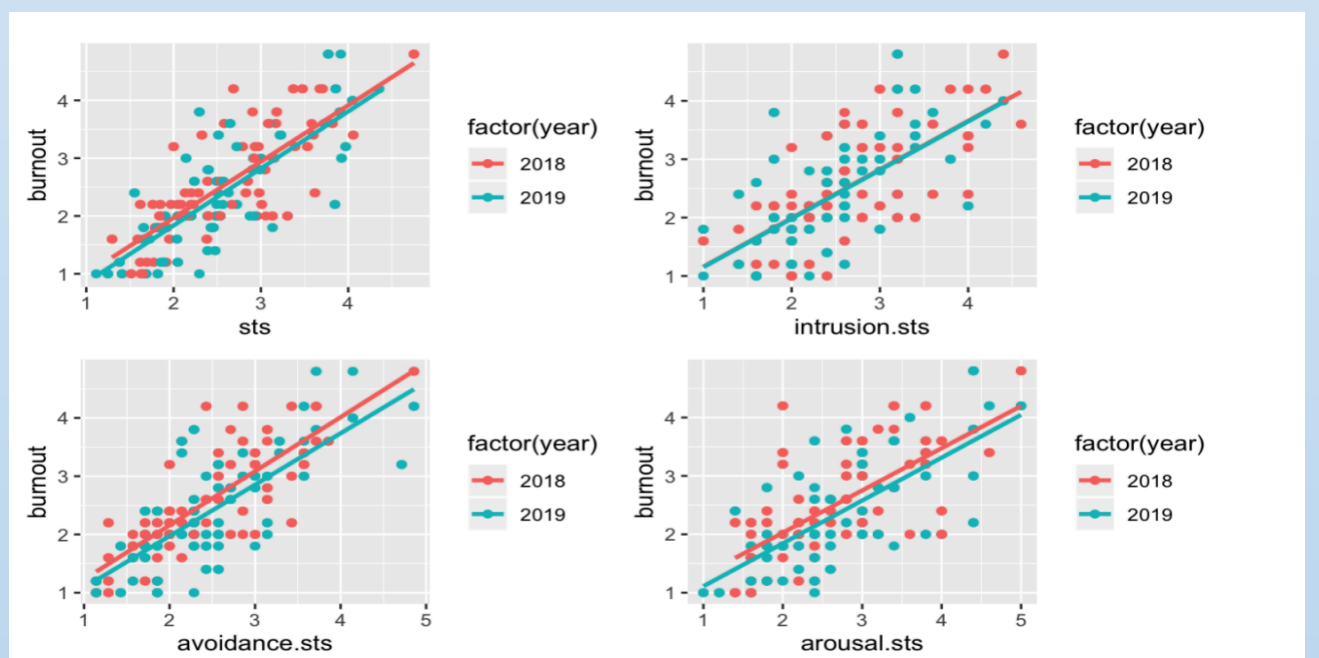 burnout
4
3
2
1
1 2 3 4
sts
factor(year)
2018
2019
burnout
4
3
2
1
1 2 3 4
intrusion.sts
factor(year)
2018
2019
burnout
4
3
2
1
1 2 3 4 5
avoidance.sts
factor(year)
2018
2019
burnout
4
3
2
1
1 2 3 4 5
arousal.sts
factor(year)
2018
2019